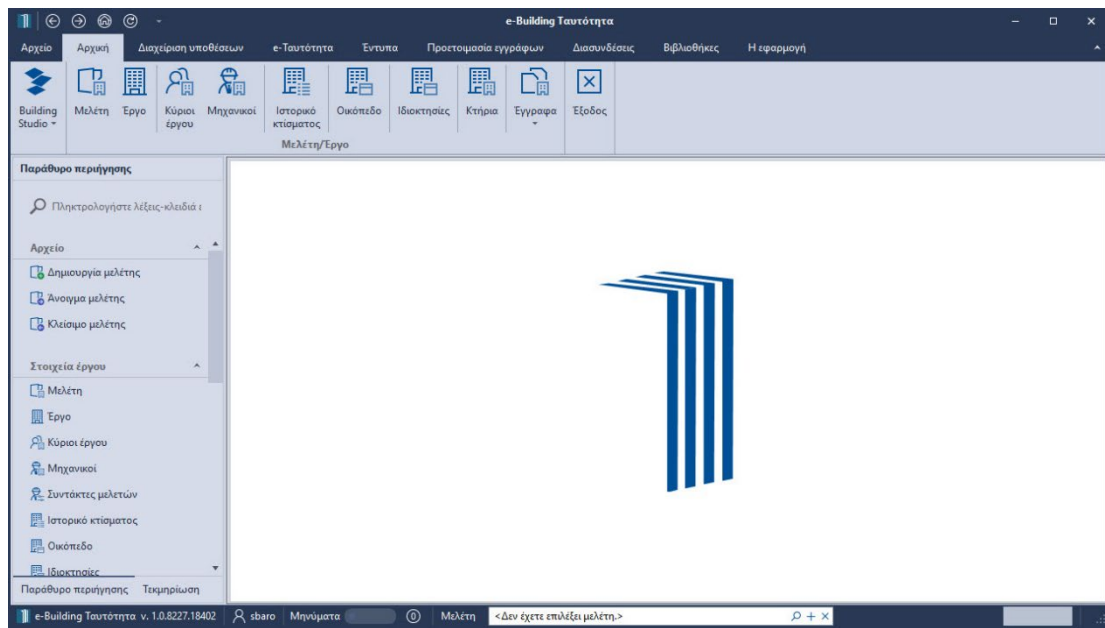 e-Building Ταυτότητα
Αρχείο Αρχική Διαχείριση υποθέσεων e-Ταυτότητα Έντυπα Προετοιμασία εγγράφων Διασυνδέσεις Βιβλιοθήκες Η εφαρμογή
Building Studio
Μελέτη
Έργο
Κύριοι έργου
Μηχανικοί
Ιστορικό κτίσματος
Οικόπεδο
Ιδιοκτησίες
Κτήρια
Έγγραφα
Έξοδος
Μελέτη/Έργο
Παράθυρο περιήγησης
Πληκτρολογήστε λέξεις-κλειδιά ε
Αρχείο
Δημιουργία μελέτης
Άνοιγμα μελέτης
Κλείσιμο μελέτης
Στοιχεία έργου
Μελέτη
Έργο
Κύριοι έργου
Μηχανικοί
Συντάκτες μελετών
Ιστορικό κτίσματος
Οικόπεδο
Ιδιοκτησίες
Παράθυρο περιήγησης Τεκμηρίωση
e-Building Ταυτότητα v. 1.0.8227.18402 sbaro Μηνύματα 0 Μελέτη <Δεν έχετε επιλέξει μελέτη.>